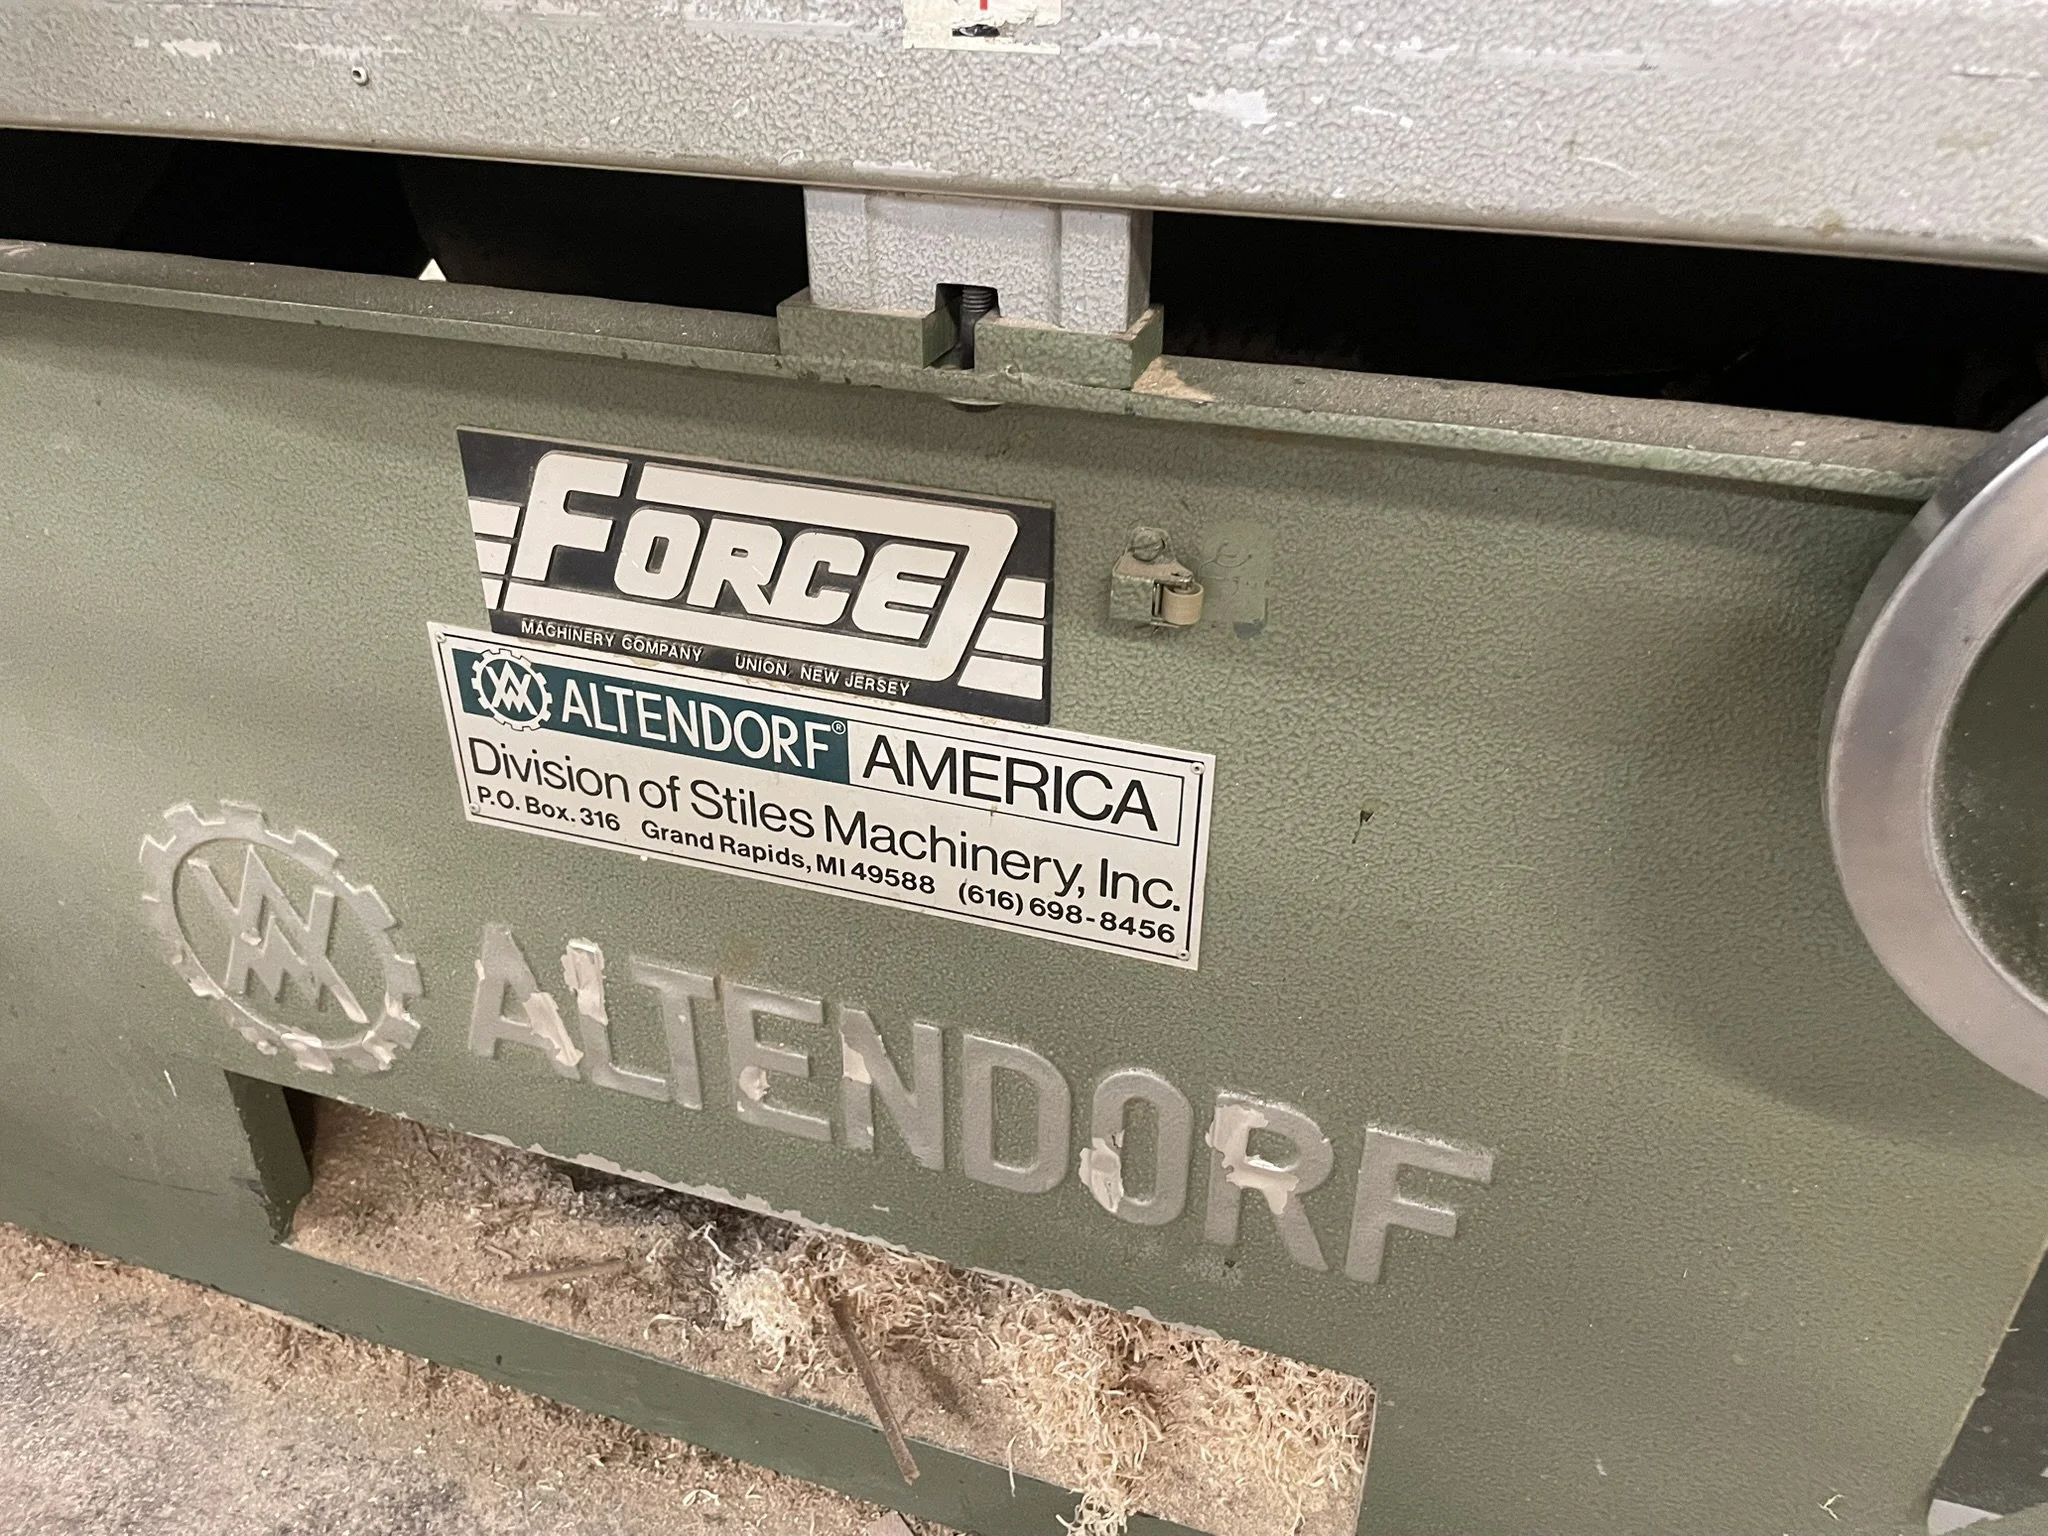 FORCE
MACHINERY COMPANY UNION, NEW JERSEY
ALTENDORF® AMERICA
Division of Stiles Machinery, Inc.
P.O. Box. 316 Grand Rapids, MI 49588 (616) 698-8456
ALTENDORF